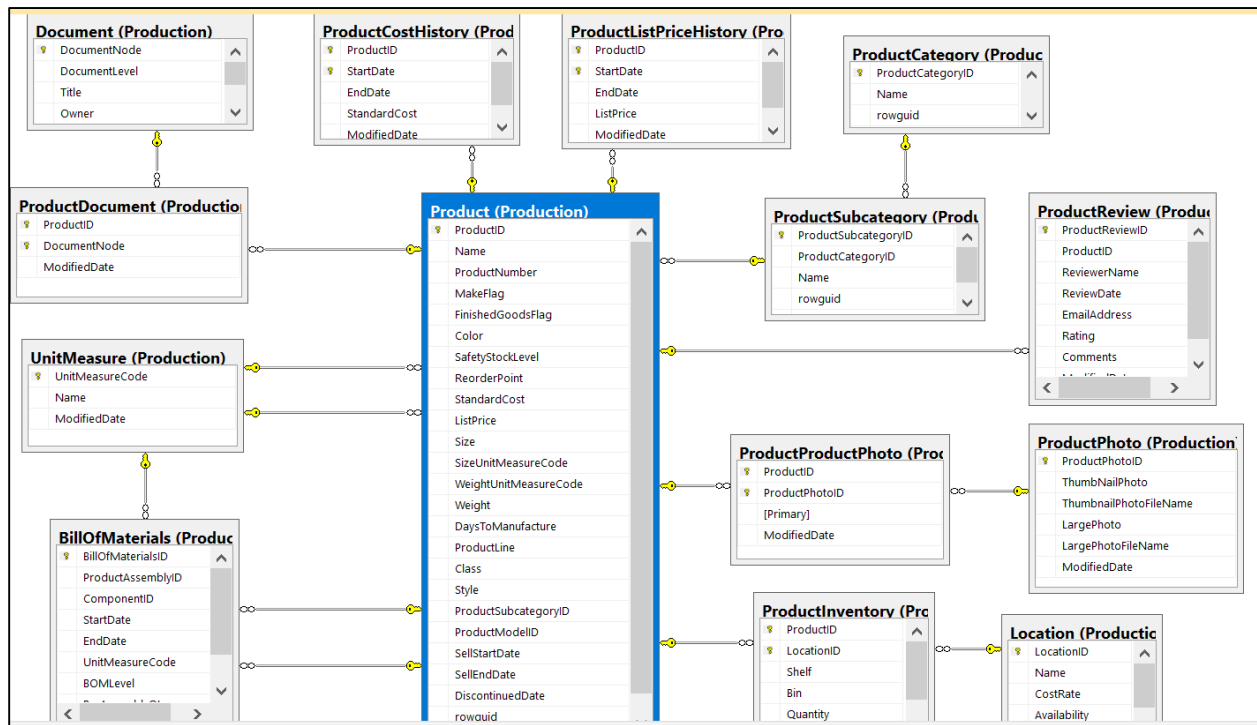 Document (Production)
DocumentNode
DocumentLevel
Title
Owner
ProductCostHistory (Prod
ProductID
StartDate
EndDate
StandardCost
ModifiedDate
ProductListPriceHistory (Pro
ProductID
StartDate
EndDate
ListPrice
ModifiedDate
ProductCategory (Produc
ProductCategoryID
Name
rowguid
ProductDocument (Production
ProductID
DocumentNode
ModifiedDate
Product (Production)
ProductID
Name
ProductNumber
MakeFlag
FinishedGoodsFlag
Color
SafetyStockLevel
ReorderPoint
StandardCost
ListPrice
Size
SizeUnitMeasureCode
WeightUnitMeasureCode
Weight
DaysToManufacture
ProductLine
Class
Style
ProductSubcategoryID
ProductModelID
SellStartDate
SellEndDate
DiscontinuedDate
rowguid
ProductSubcategory (Produ
ProductSubcategoryID
ProductCategoryID
Name
rowguid
ProductReview (Produc
ProductReviewID
ProductID
ReviewerName
ReviewDate
EmailAddress
Rating
Comments
ModifiedDate
UnitMeasure (Production)
UnitMeasureCode
Name
ModifiedDate
ProductProductPhoto (Proc
ProductID
ProductPhotoID
[Primary]
ModifiedDate
ProductPhoto (Production)
ProductPhotoID
ThumbNailPhoto
ThumbnailPhotoFileName
LargePhoto
LargePhotoFileName
ModifiedDate
BillOfMaterials (Produc
BillOfMaterialsID
ProductAssemblyID
ComponentID
StartDate
EndDate
UnitMeasureCode
BOMLevel
ProductInventory (Pro
ProductID
LocationID
Shelf
Bin
Quantity
Location (Productio
LocationID
Name
CostRate
Availability